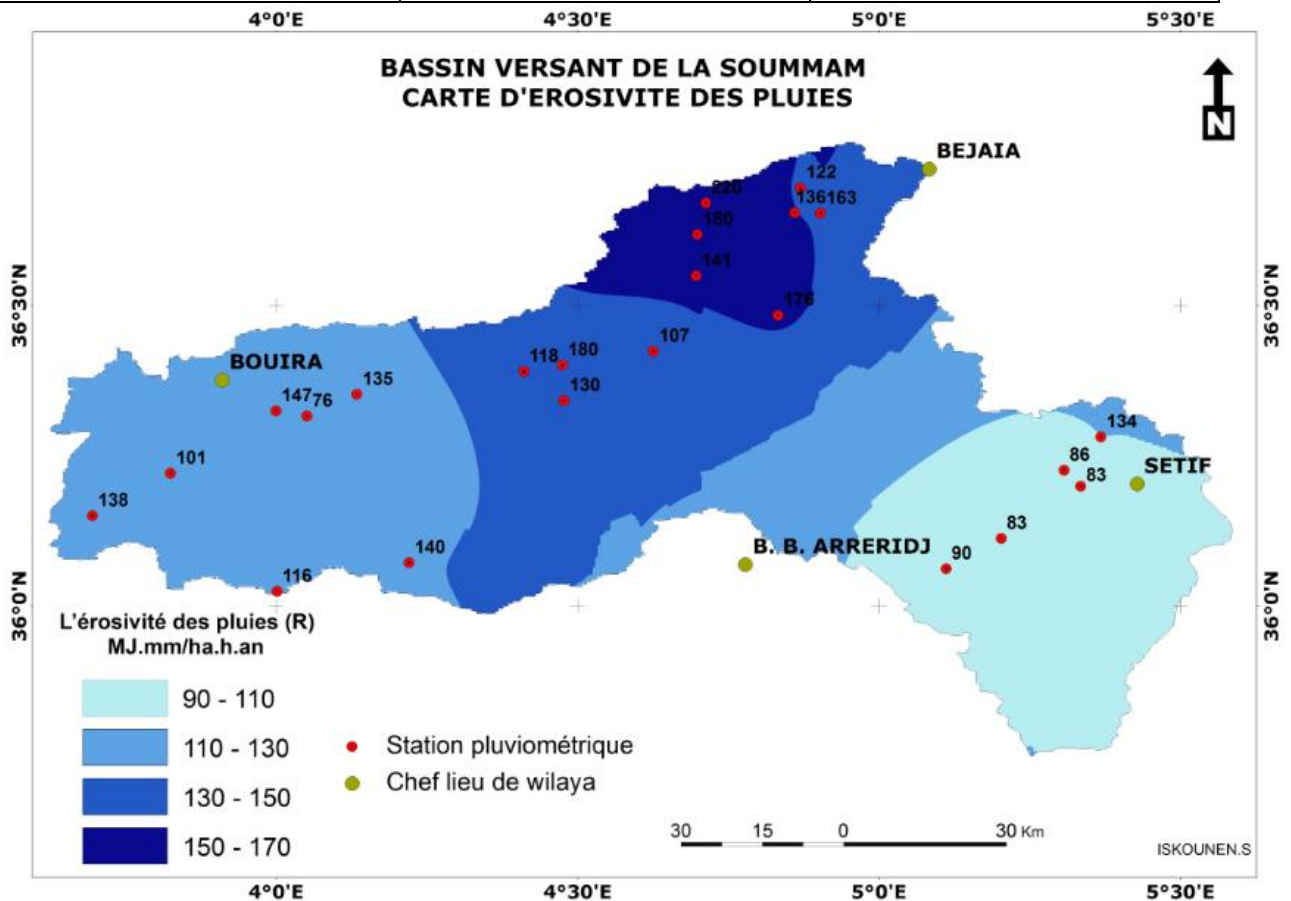 4°0'E 4°30'E 5°0'E 5°30'E
BASSIN VERSANT DE LA SOUMMAM
CARTE D'EROSIVITE DES PLUIES
N
BEJAIA
122
220
136 163
180
141
36°30'N 36°30'N
176
107
118 180
BOUIRA
135
130
147 76
134
101
86
SETIF
83
138
83
B. B. ARRERIDJ
140
90
116
36°0'N 36°0'N
L'érosivité des pluies (R)
MJ.mm/ha.h.an
90 - 110
110 - 130
130 - 150
150 - 170
Station pluviométrique
Chef lieu de wilaya
30 15 0 30 Km
ISKOUNEN.S
4°0'E 4°30'E 5°0'E 5°30'E